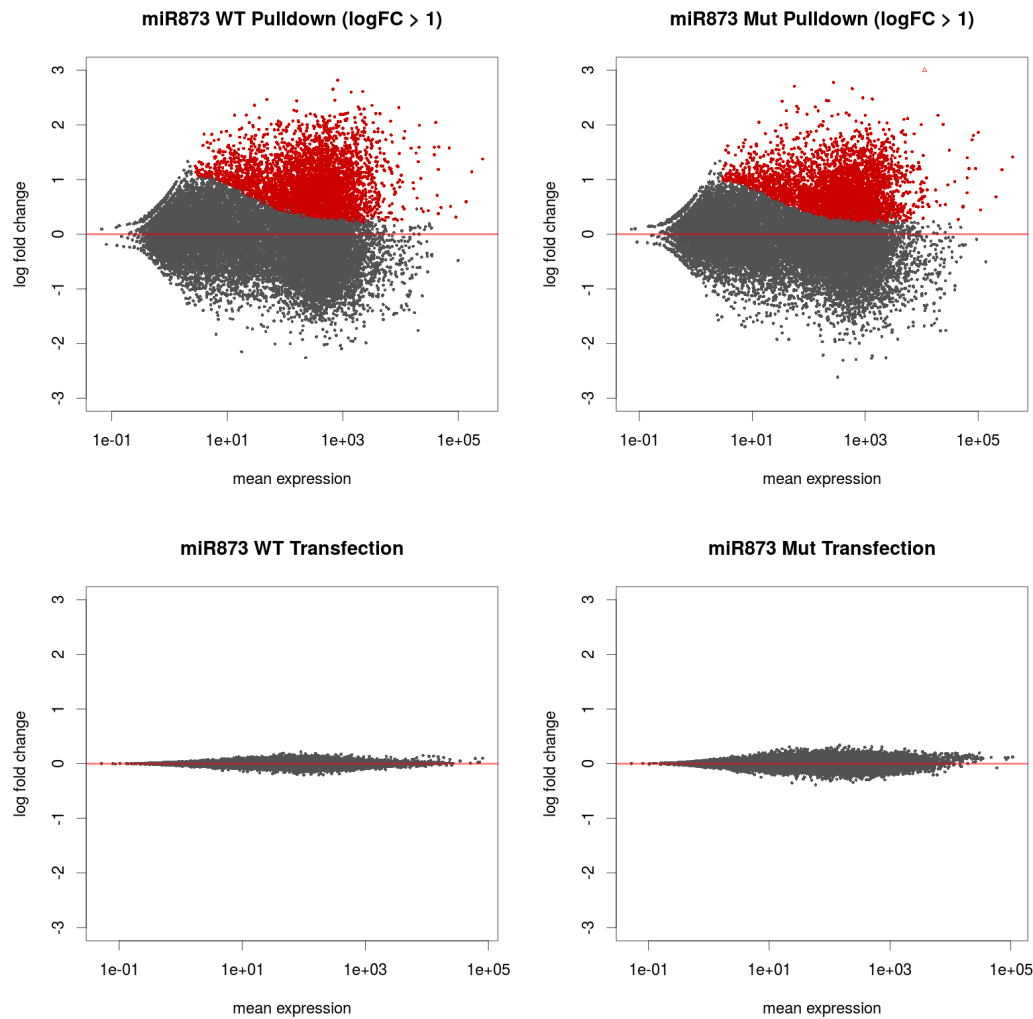 miR873 WT Pulldown (logFC > 1)
3
2
1
0
-1
-2
-3
log fold change
1e-01 1e+01 1e+03 1e+05
mean expression
miR873 Mut Pulldown (logFC > 1)
3
2
1
0
-1
-2
-3
log fold change
1e-01 1e+01 1e+03 1e+05
mean expression
miR873 WT Transfection
3
2
1
0
-1
-2
-3
log fold change
1e-01 1e+01 1e+03 1e+05
mean expression
miR873 Mut Transfection
3
2
1
0
-1
-2
-3
log fold change
1e-01 1e+01 1e+03 1e+05
mean expression